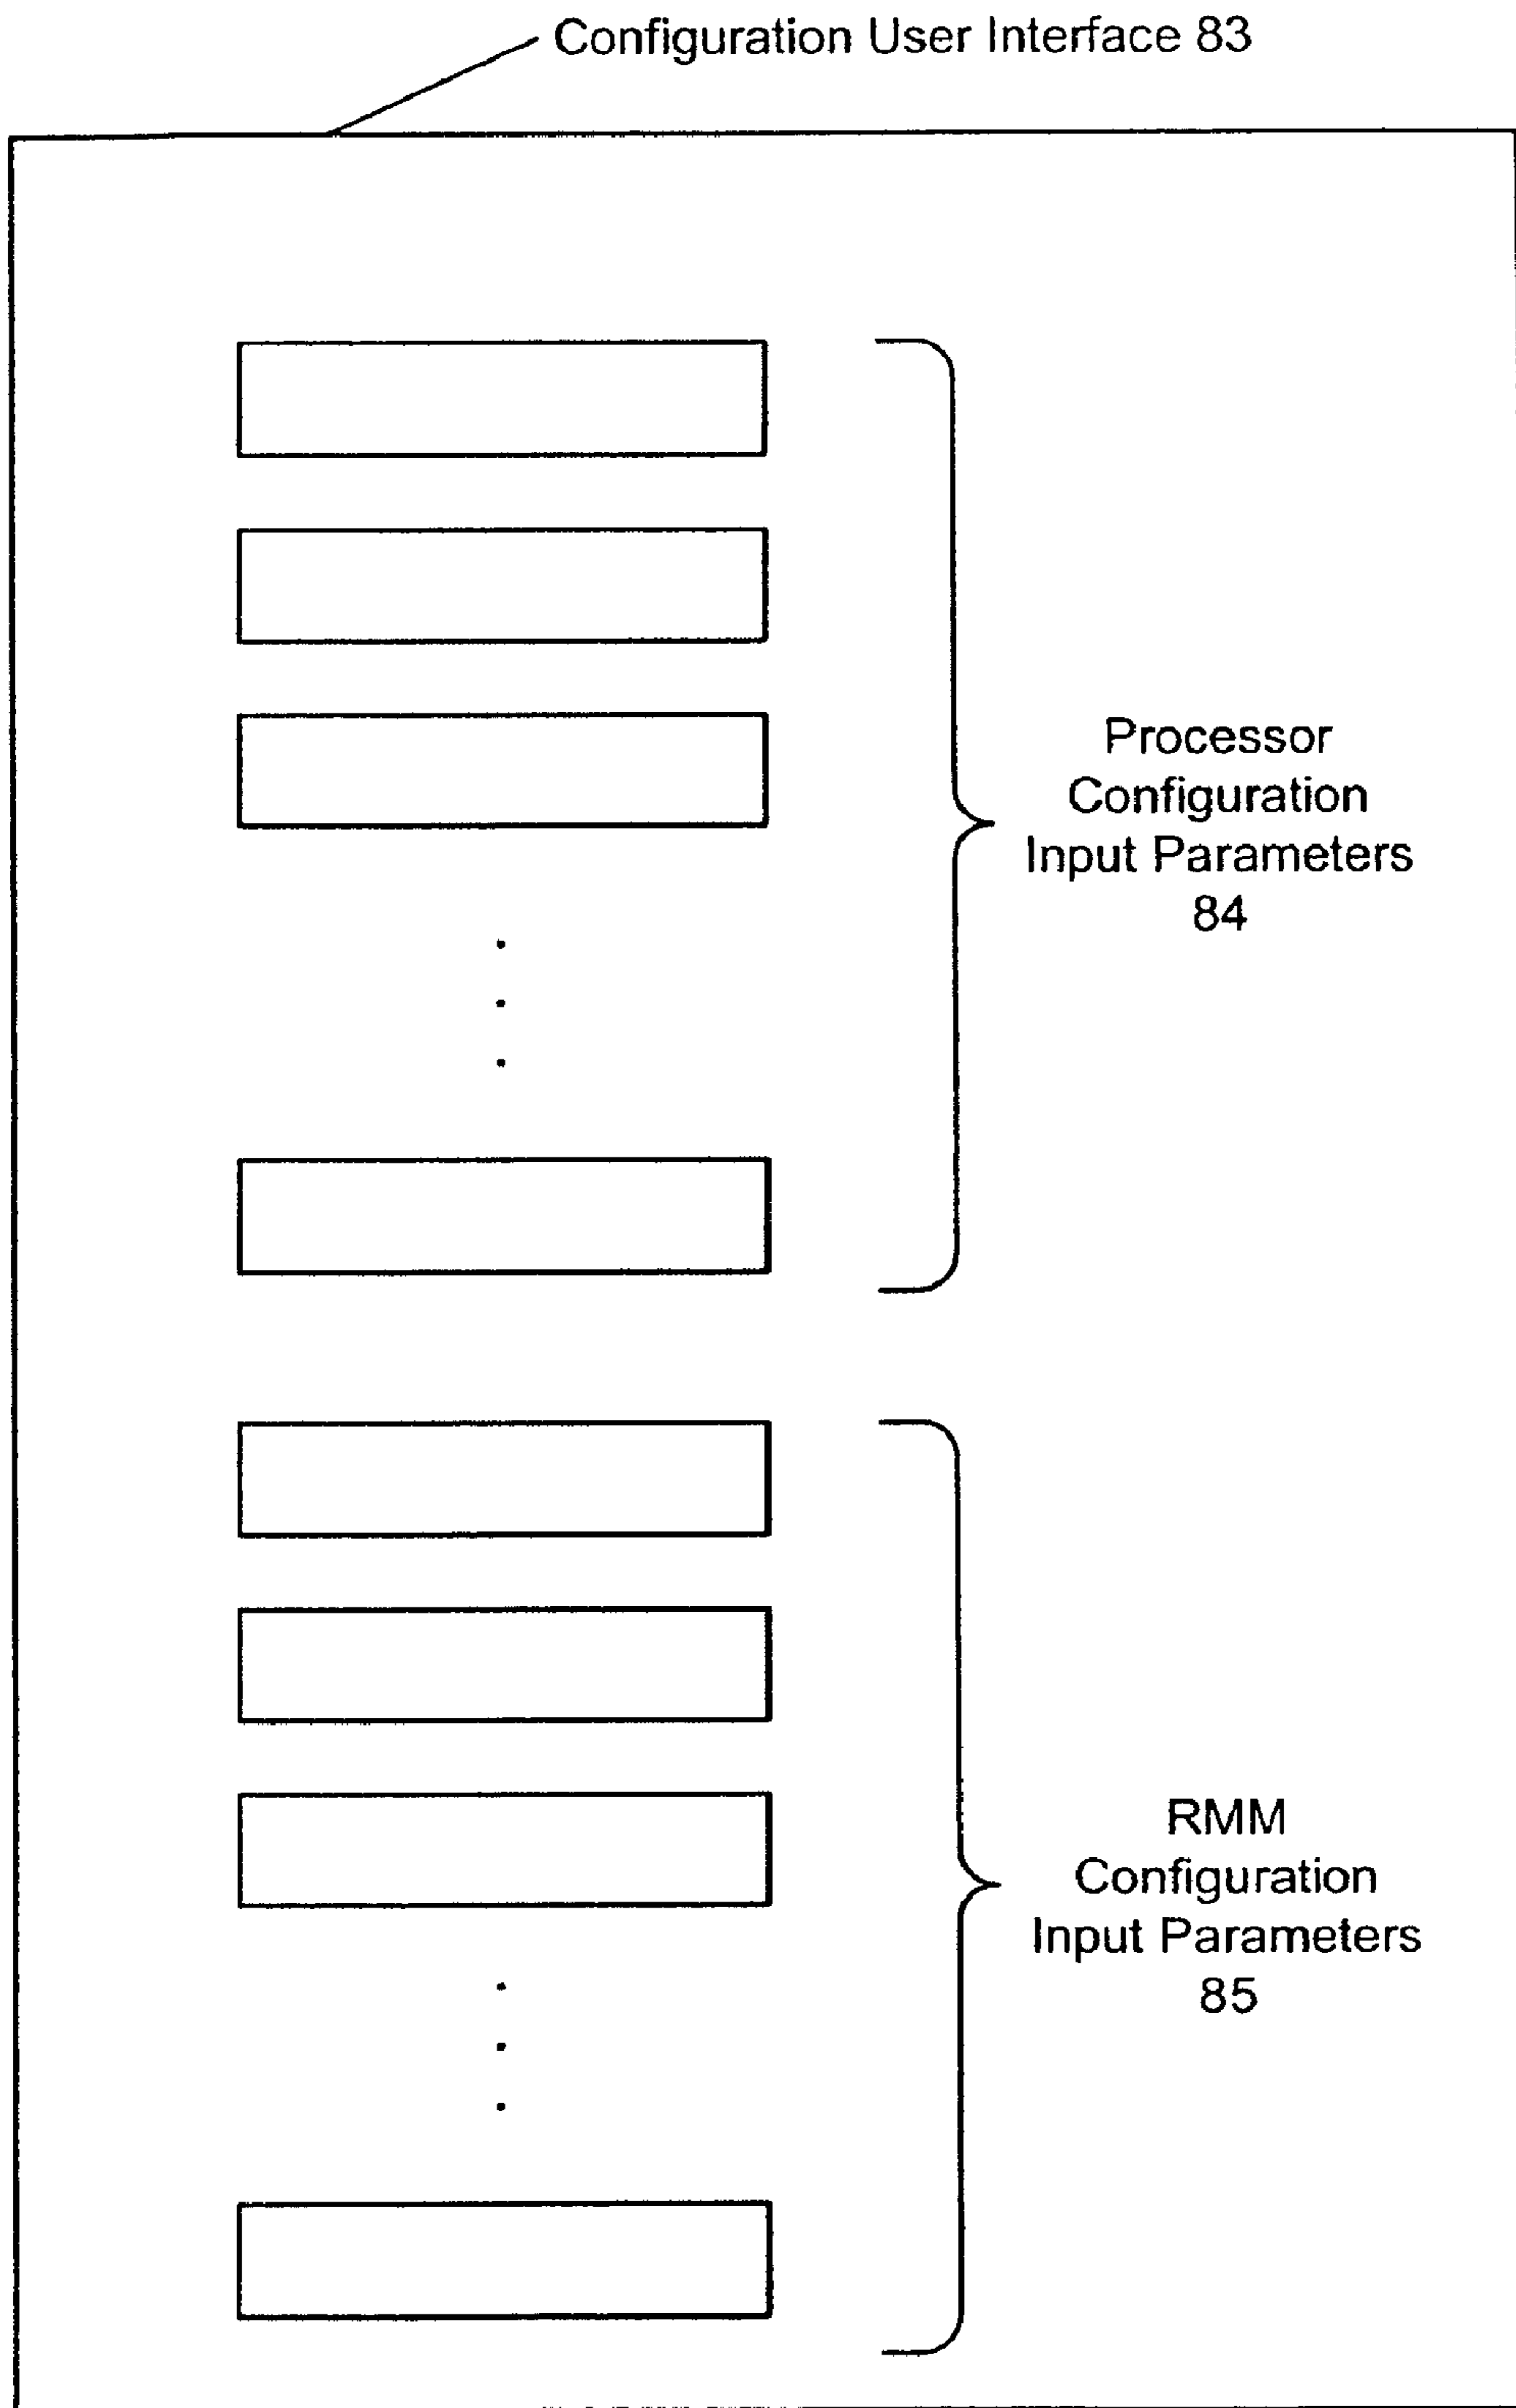 Configuration User Interface 83
Processor
Configuration
Input Parameters
84
RMM
Configuration
Input Parameters
85